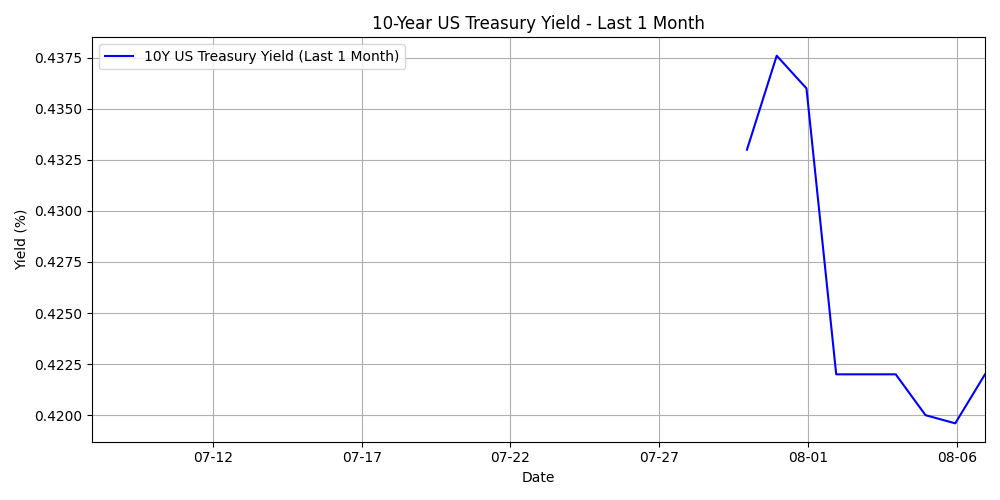 10-Year US Treasury Yield - Last 1 Month
10Y US Treasury Yield (Last 1 Month)
Yield (%)
0.4375
0.4350
0.4325
0.4300
0.4275
0.4250
0.4225
0.4200
07-12 07-17 07-22 07-27 08-01 08-06
Date